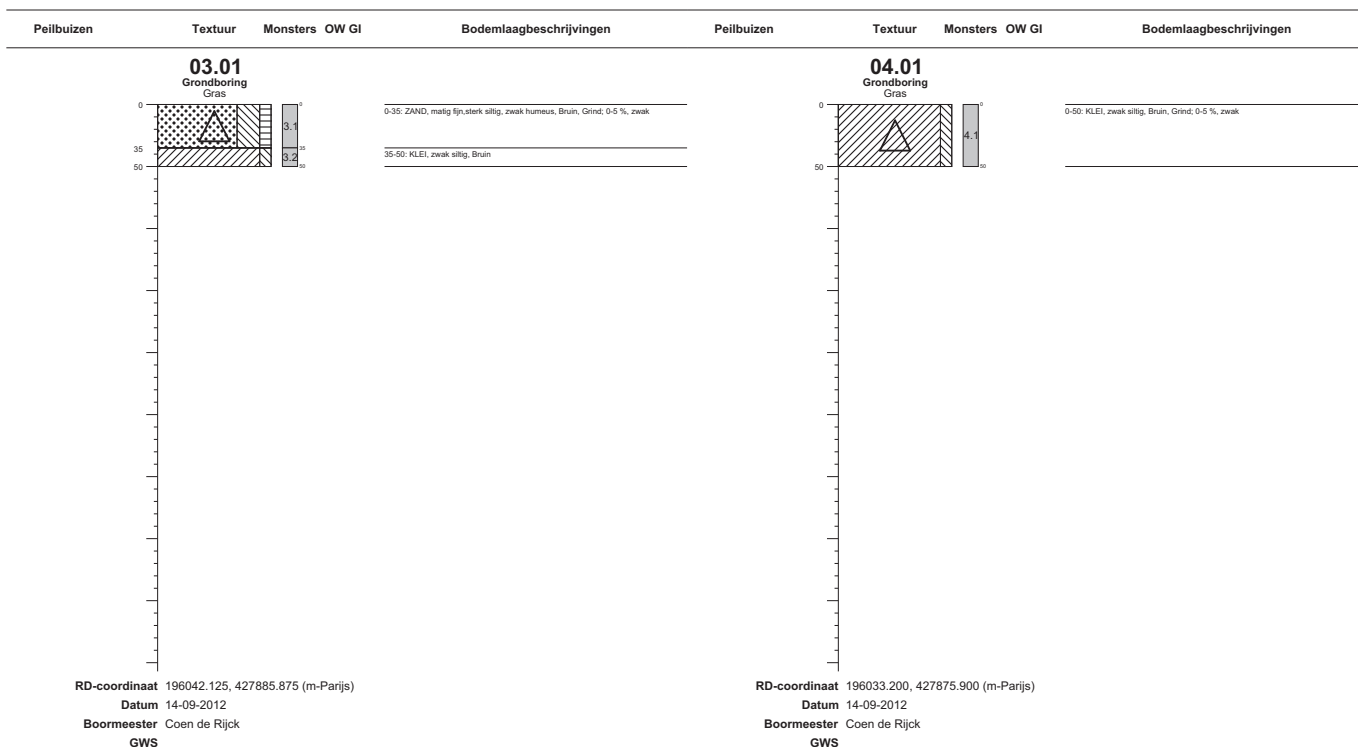 Peilbuizen Textuur Monsters OW GI Bodemlaagbeschrijvingen Peilbuizen Textuur Monsters OW GI Bodemlaagbeschrijvingen
03.01
Grondboring
Gras
0
35
50
3.1
3.2
0
35
50
0-35: ZAND, matig fijn,sterk siltig, zwak humeus, Bruin, Grind; 0-5 %, zwak
35-50: KLEI, zwak siltig, Bruin
RD-coordinaat 196042.125, 427885.875 (m-Parijs)
Datum 14-09-2012
Boormeester Coen de Rijck
GWS
04.01
Grondboring
Gras
0
50
4.1
0
50
0-50: KLEI, zwak siltig, Bruin, Grind; 0-5 %, zwak
RD-coordinaat 196033.200, 427875.900 (m-Parijs)
Datum 14-09-2012
Boormeester Coen de Rijck
GWS